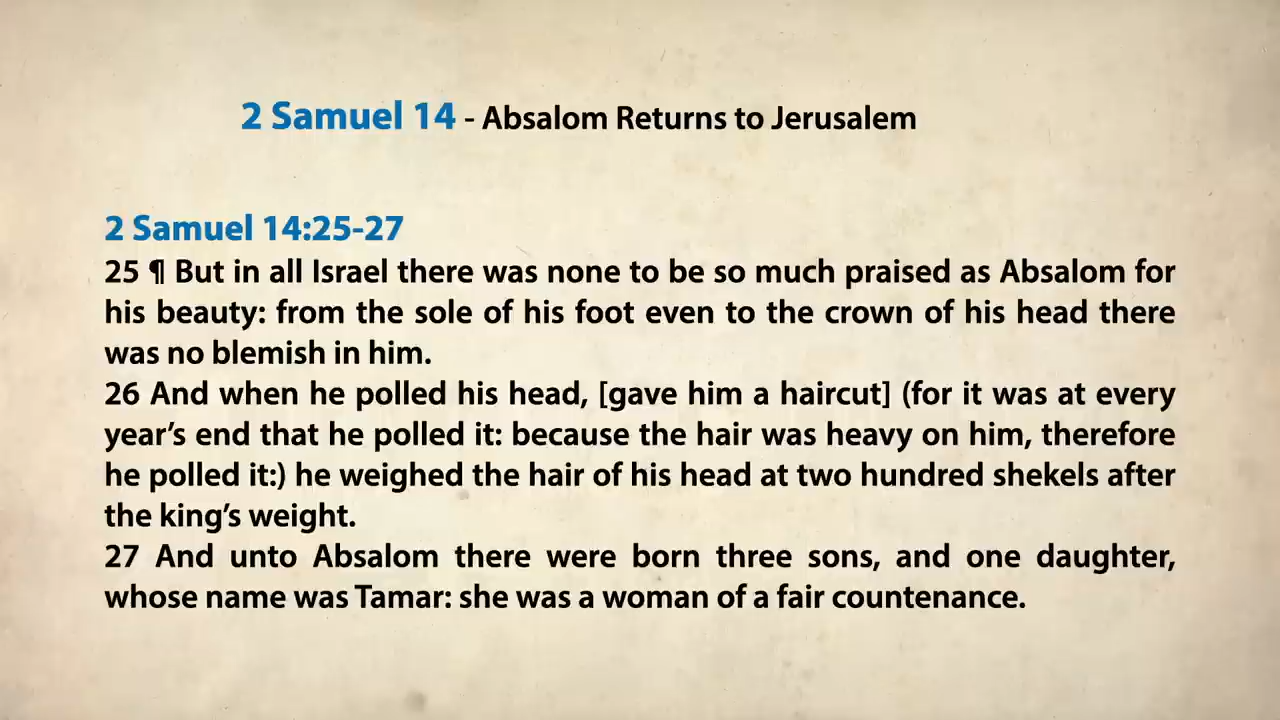 2 Samuel 14 - Absalom Returns to Jerusalem
2 Samuel 14:25-27
25 ¶ But in all Israel there was none to be so much praised as Absalom for
his beauty: from the sole of his foot even to the crown of his head there
was no blemish in him.
26 And when he polled his head, [gave him a haircut] (for it was at every
year’s end that he polled it: because the hair was heavy on him, therefore
he polled it:) he weighed the hair of his head at two hundred shekels after
the king’s weight.
27 And unto Absalom there were born three sons, and one daughter,
whose name was Tamar: she was a woman of a fair countenance.